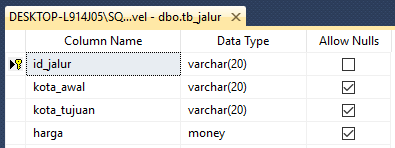 DESKTOP-L914J05\SQ...vel - dbo.tb_jalur
Column Name Data Type Allow Nulls
id_jalur varchar(20)
kota_awal varchar(20)
kota_tujuan varchar(20)
harga money